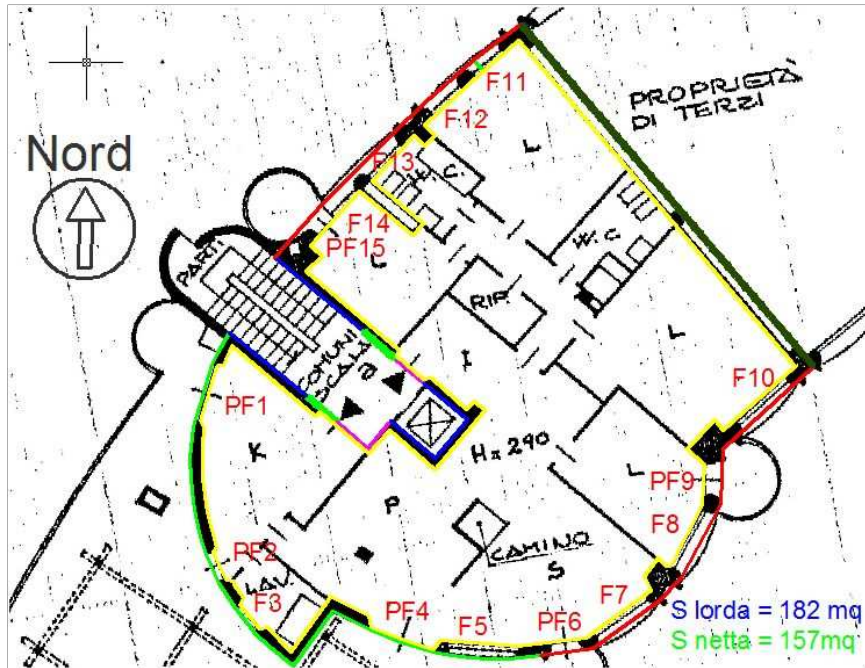 Nord
PROPRIETÀ
DI TERZI
F11
F12
L
F13
W.C.
F14
PF15
L
W.C.
PARTI
COMUNI
SCALA
a
RIP.
I
L
F10
PF1
K
H=290
L
PF9
F8
P
CAMINO
S
PF2
LAV.
F3
PF4
F5
PF6
F7
S lorda = 182 mq
S netta = 157mq